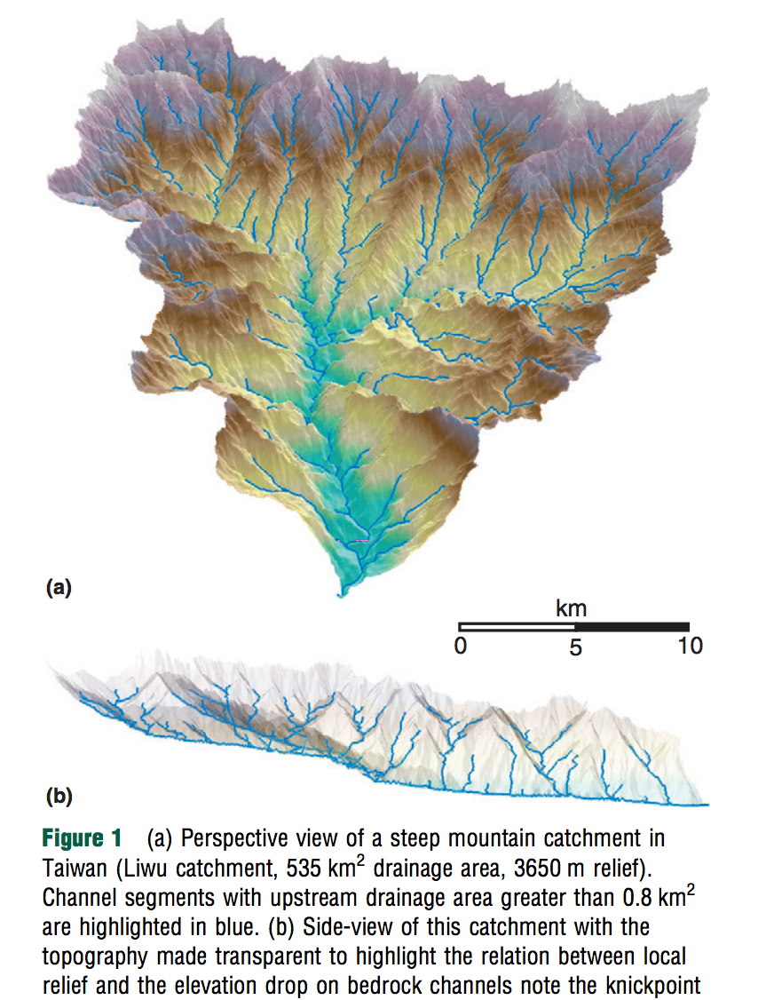 (a)
km
0 5 10
(b)
Figure 1 (a) Perspective view of a steep mountain catchment in
Taiwan (Liwu catchment, 535 km² drainage area, 3650 m relief).
Channel segments with upstream drainage area greater than 0.8 km²
are highlighted in blue. (b) Side-view of this catchment with the
topography made transparent to highlight the relation between local
relief and the elevation drop on bedrock channels note the knickpoint